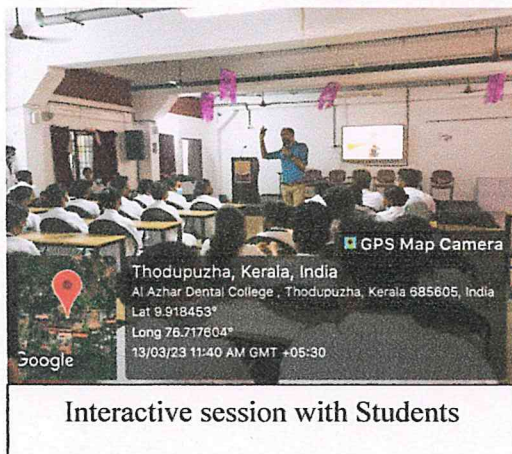 GPS Map Camera
Thodupuzha, Kerala, India
Al Azhar Dental College , Thodupuzha, Kerala 685605, India
Lat 9.918453°
Long 76.717604°
13/03/23 11:40 AM GMT +05:30
Google
Interactive session with Students